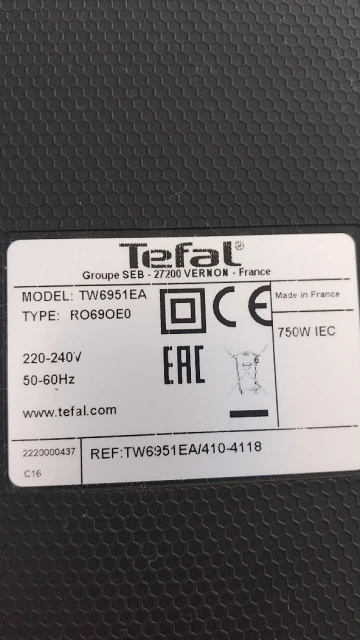 Tefal®
Groupe SEB - 27200 VERNON - France
MODEL: TW6951EA
TYPE: RO69OE0
220-240V
50-60Hz
www.tefal.com
CE
EAC
Made in France
750W IEC
2220000437
C16
REF:TW6951EA/410-4118